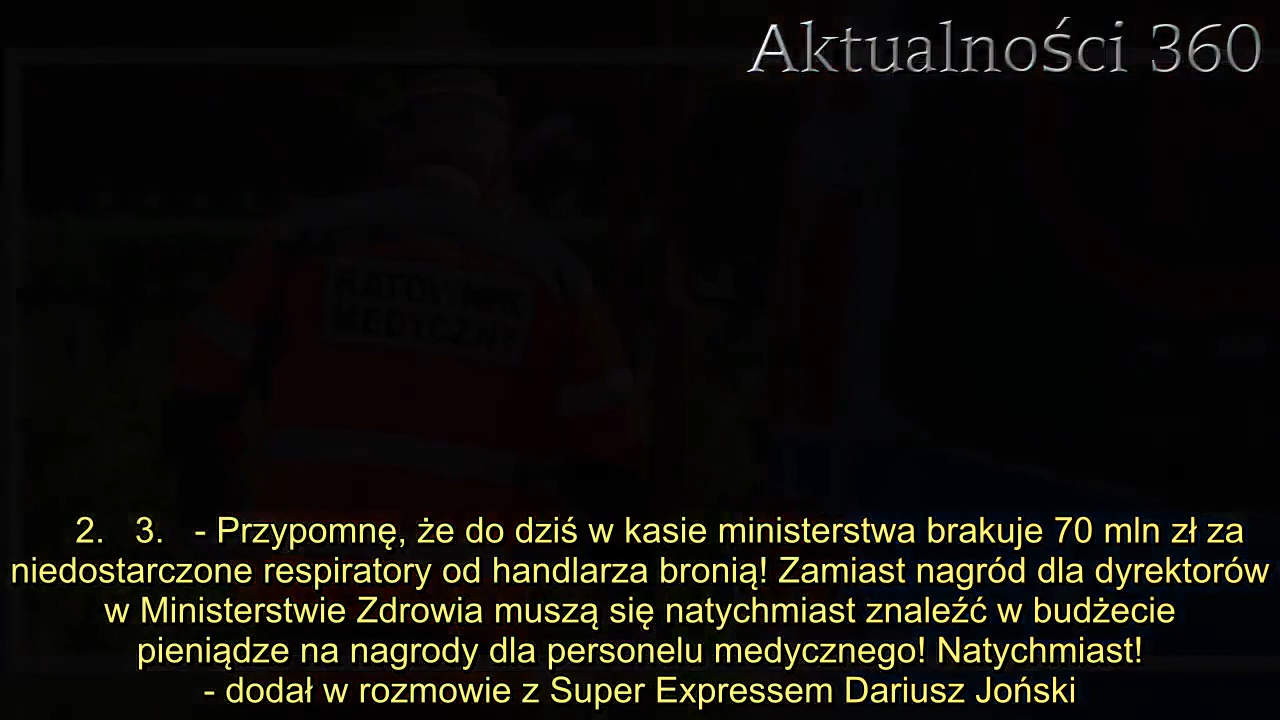 Aktualności 360
RATOWNIK
MEDYCZNY
2. 3. - Przypomnę, że do dziś w kasie ministerstwa brakuje 70 mln zł za
niedostarczone respiratory od handlarza bronią! Zamiast nagród dla dyrektorów
w Ministerstwie Zdrowia muszą się natychmiast znaleźć w budżecie
pieniądze na nagrody dla personelu medycznego! Natychmiast!
- dodał w rozmowie z Super Expressem Dariusz Joński